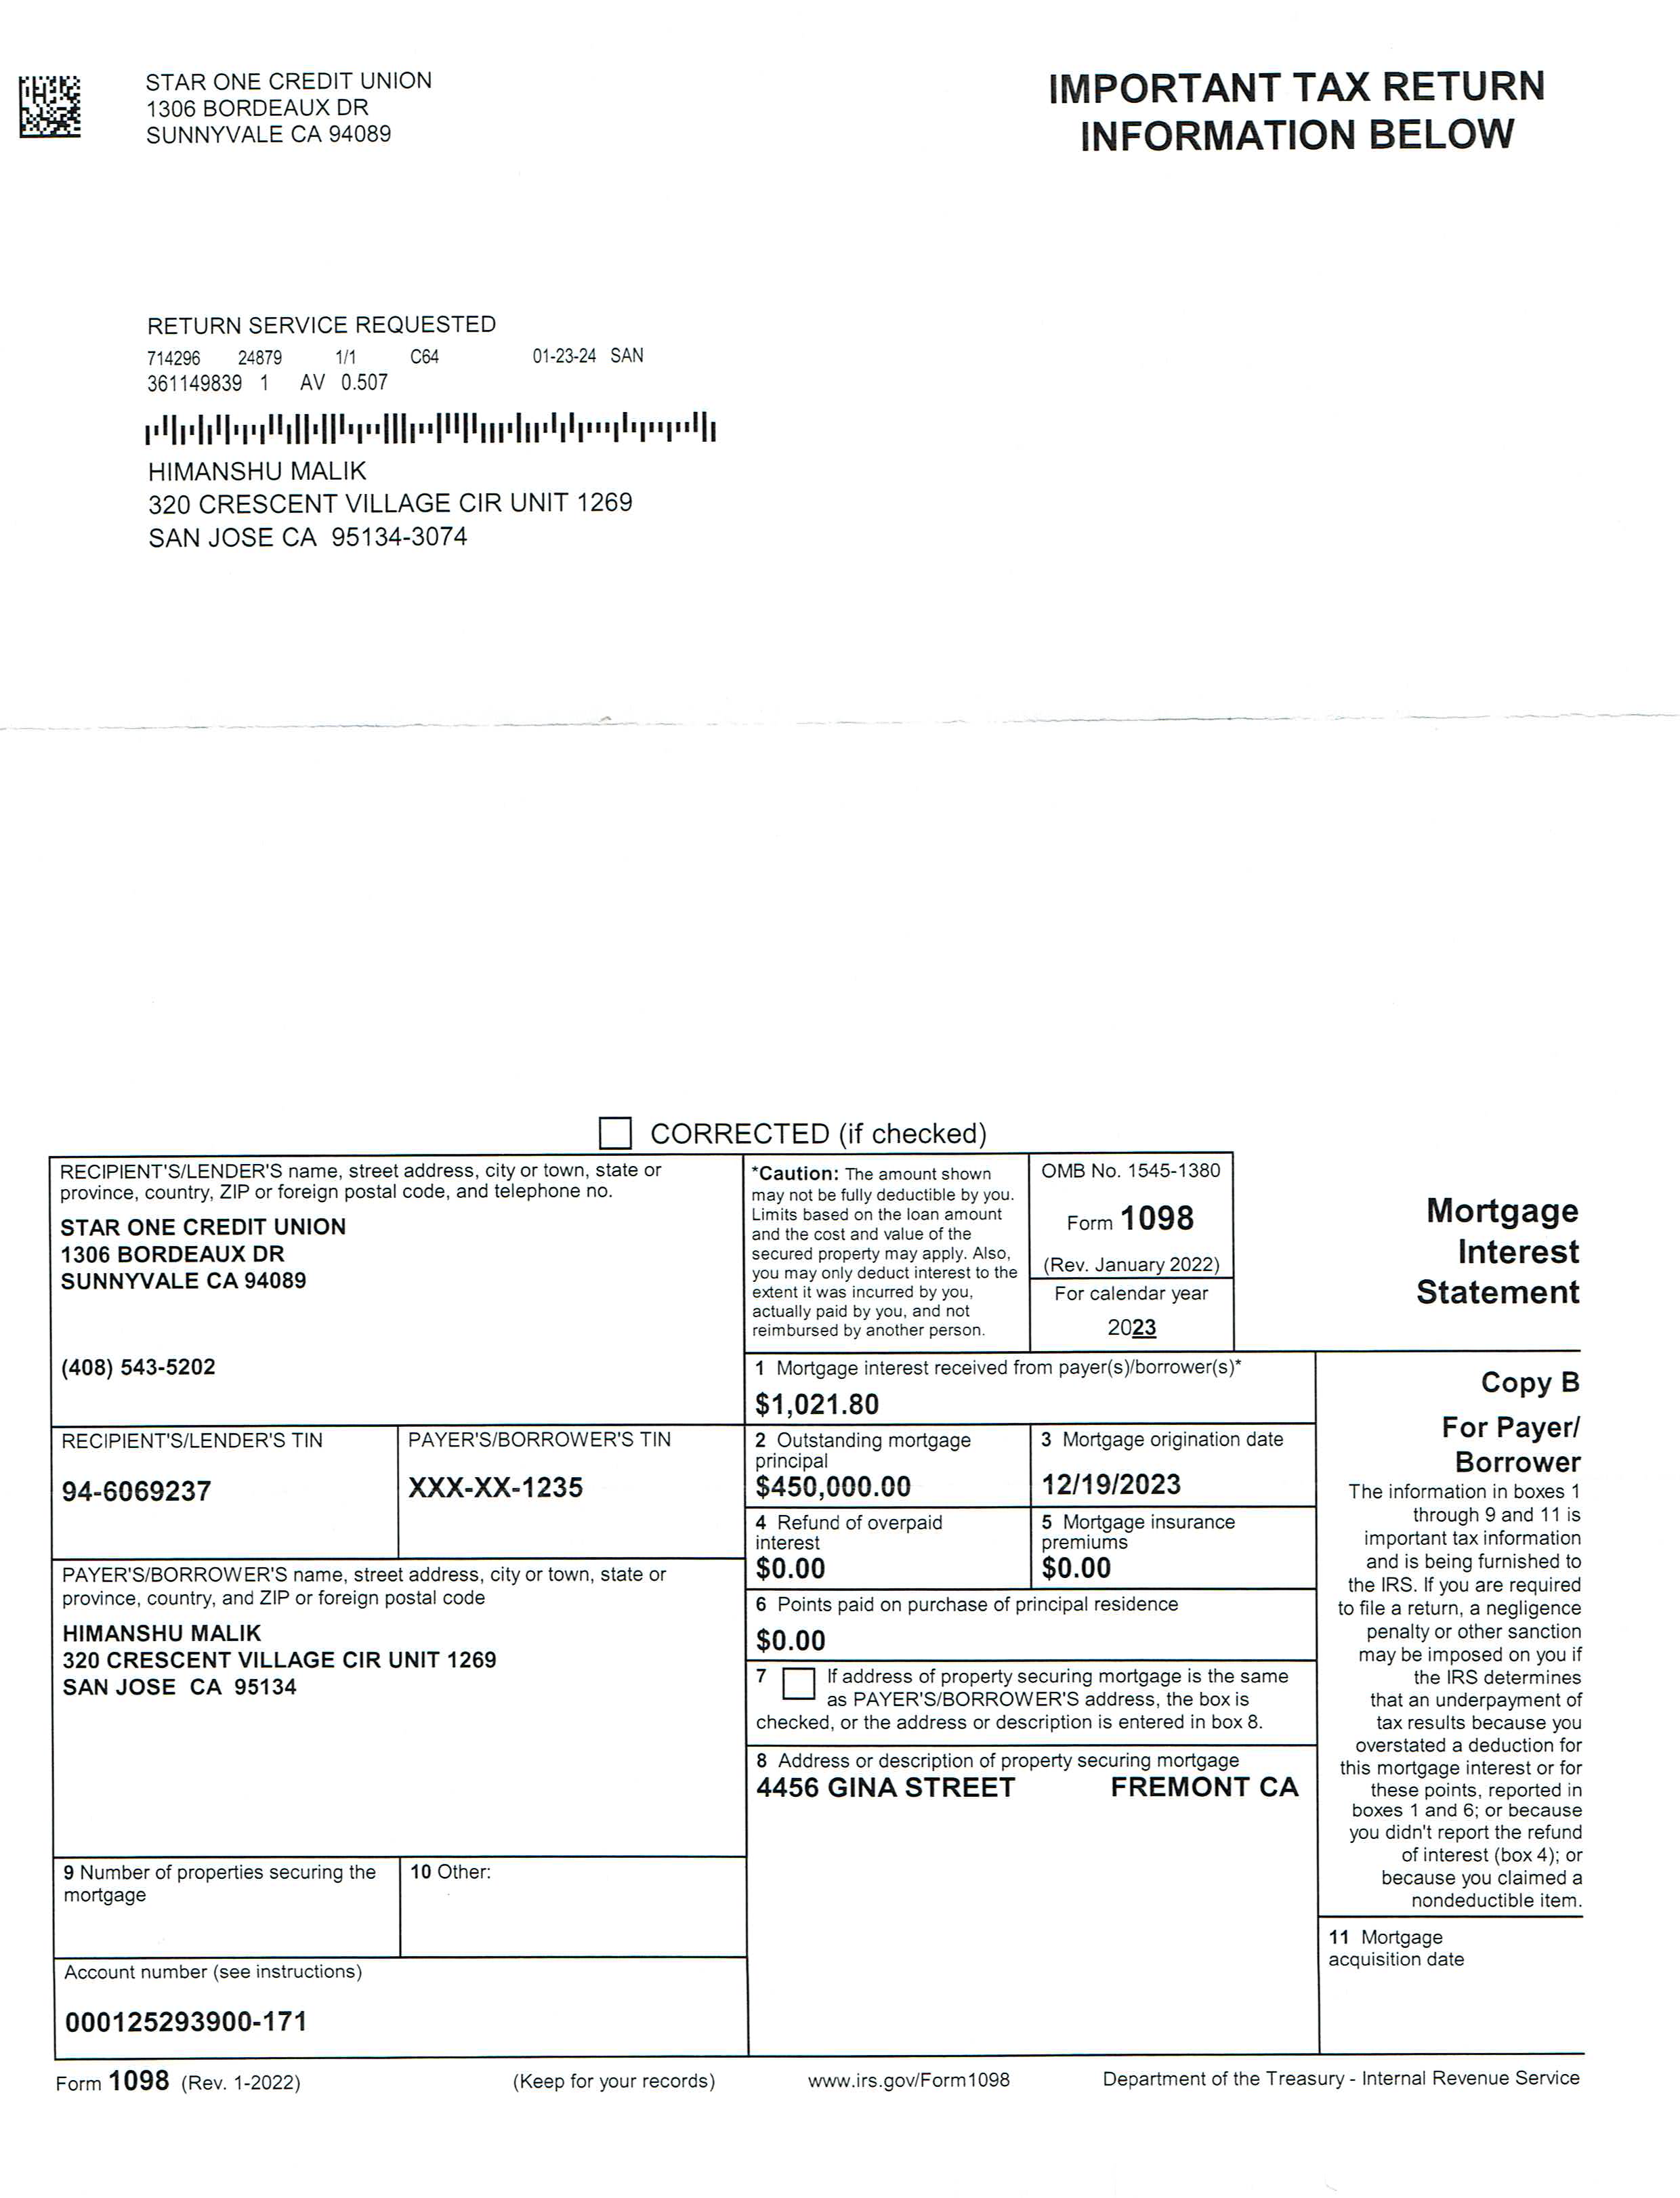 STAR ONE CREDIT UNION
1306 BORDEAUX DR
SUNNYVALE CA 94089
IMPORTANT TAX RETURN
INFORMATION BELOW
RETURN SERVICE REQUESTED
714296 24879 1/1 C64 01-23-24 SAN
361149839 1 AV 0.507
HIMANSHU MALIK
320 CRESCENT VILLAGE CIR UNIT 1269
SAN JOSE CA 95134-3074
CORRECTED (if checked)
RECIPIENT'S/LENDER'S name, street address, city or town, state or
province, country, ZIP or foreign postal code, and telephone no.
STAR ONE CREDIT UNION
1306 BORDEAUX DR
SUNNYVALE CA 94089
(408) 543-5202
*Caution: The amount shown
may not be fully deductible by you.
Limits based on the loan amount
and the cost and value of the
secured property may apply. Also,
you may only deduct interest to the
extent it was incurred by you,
actually paid by you, and not
reimbursed by another person.
OMB No. 1545-1380
Form 1098
(Rev. January 2022)
For calendar year
2023
Mortgage
Interest
Statement
1 Mortgage interest received from payer(s)/borrower(s)*
$1,021.80
Copy B
For Payer/
Borrower
The information in boxes 1
through 9 and 11 is
important tax information
and is being furnished to
the IRS. If you are required
to file a return, a negligence
penalty or other sanction
may be imposed on you if
the IRS determines
that an underpayment of
tax results because you
overstated a deduction for
this mortgage interest or for
these points, reported in
boxes 1 and 6; or because
you didn't report the refund
of interest (box 4); or
because you claimed a
nondeductible item.
RECIPIENT'S/LENDER'S TIN
94-6069237
PAYER'S/BORROWER'S TIN
XXX-XX-1235
2 Outstanding mortgage
principal
$450,000.00
3 Mortgage origination date
12/19/2023
4 Refund of overpaid
interest
$0.00
5 Mortgage insurance
premiums
$0.00
PAYER'S/BORROWER'S name, street address, city or town, state or
province, country, and ZIP or foreign postal code
HIMANSHU MALIK
320 CRESCENT VILLAGE CIR UNIT 1269
SAN JOSE CA 95134
6 Points paid on purchase of principal residence
$0.00
7 If address of property securing mortgage is the same
as PAYER'S/BORROWER'S address, the box is
checked, or the address or description is entered in box 8.
8 Address or description of property securing mortgage
4456 GINA STREET FREMONT CA
9 Number of properties securing the
mortgage
10 Other:
11 Mortgage
acquisition date
Account number (see instructions)
000125293900-171
Form 1098 (Rev. 1-2022) (Keep for your records) www.irs.gov/Form1098 Department of the Treasury - Internal Revenue Service